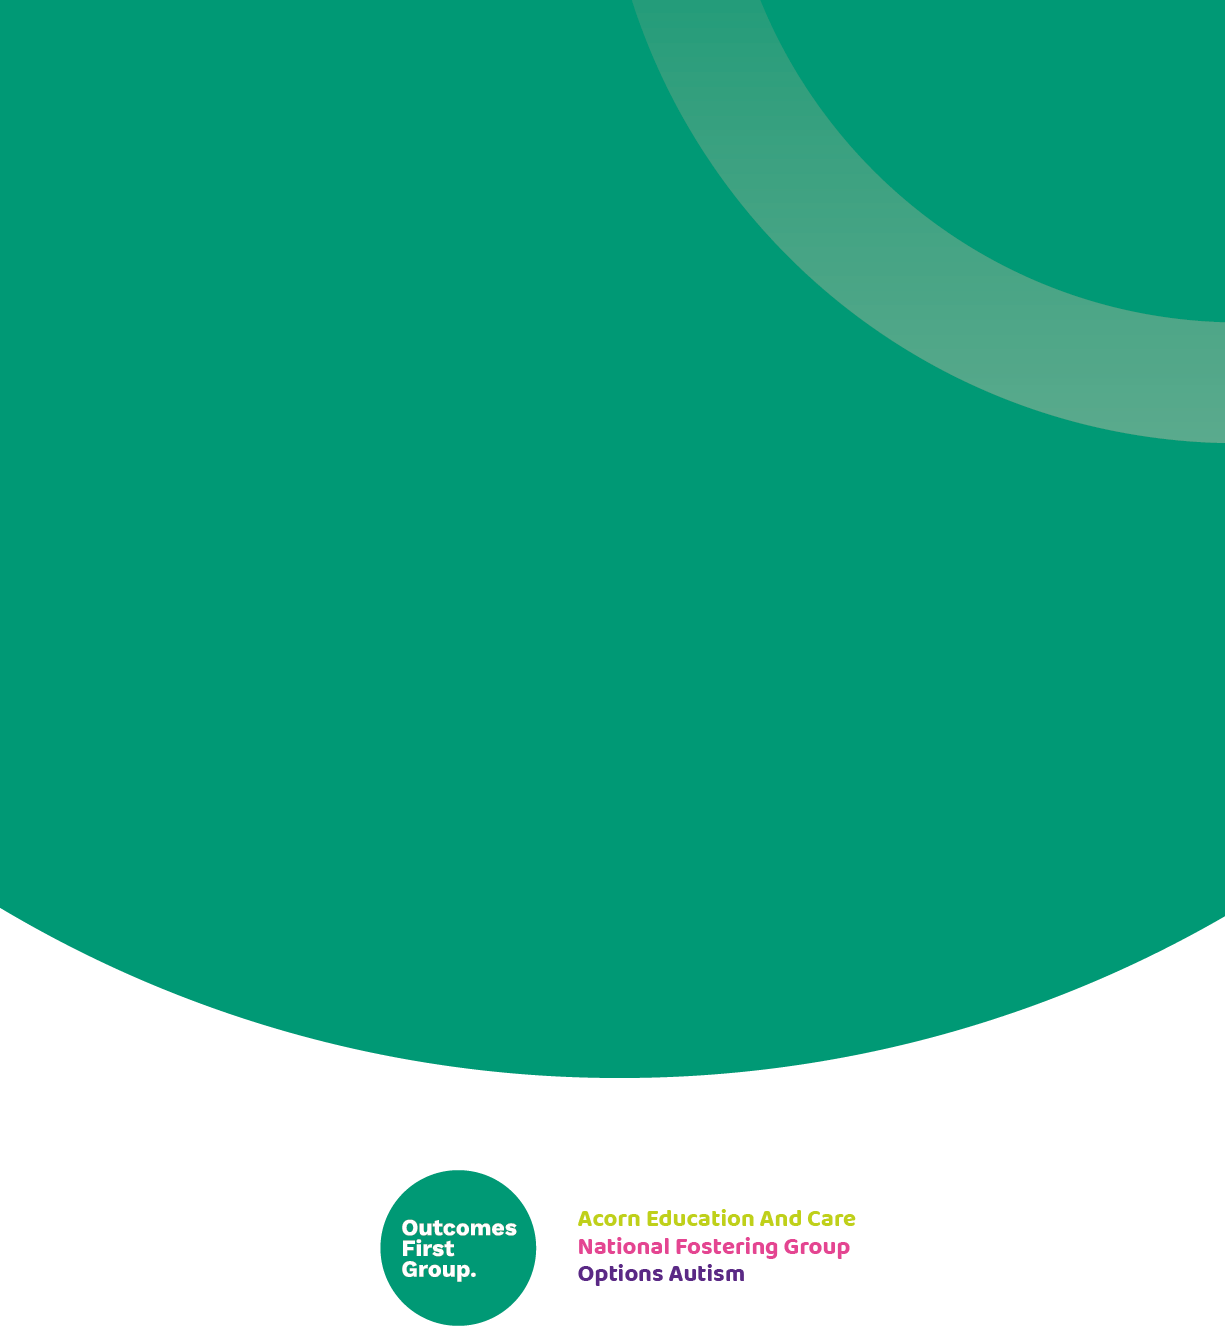 Outcomes
First
Group.
Acorn Education And Care
National Fostering Group
Options Autism